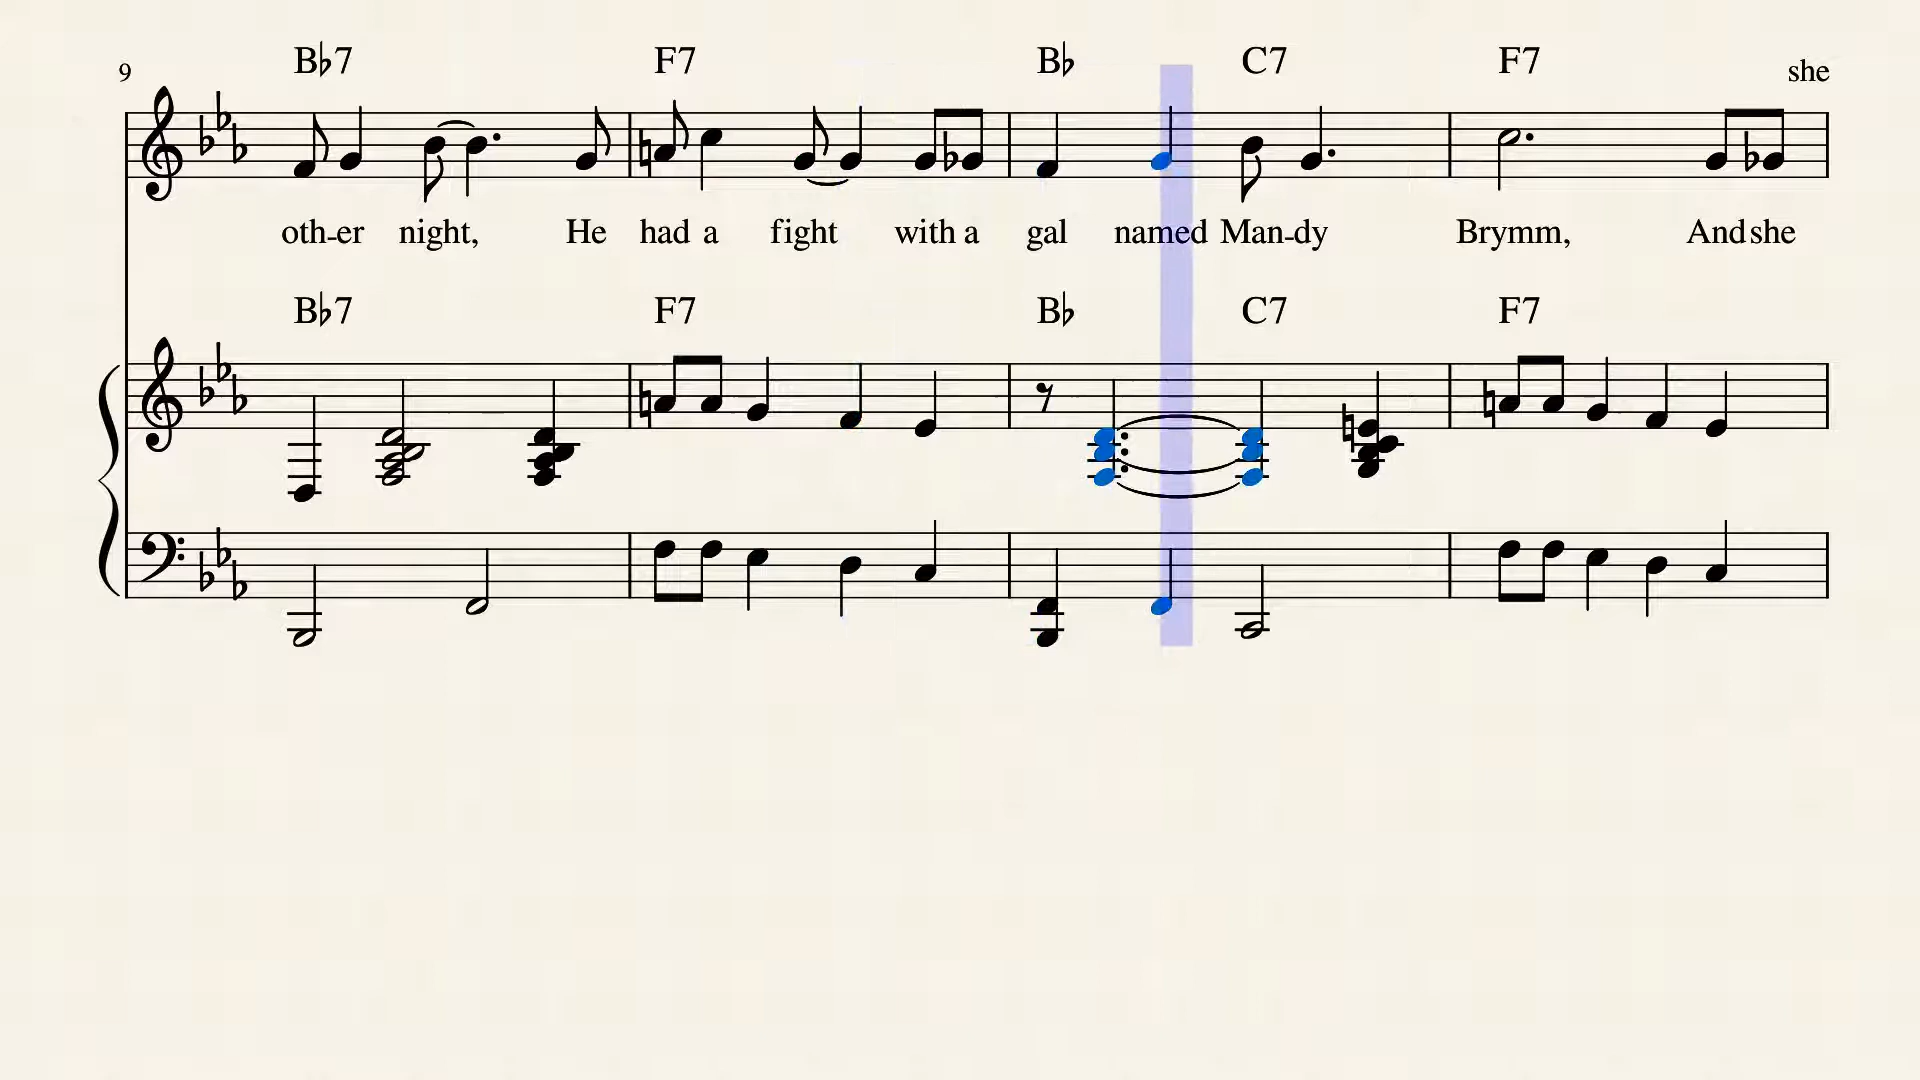 B♭7 F7 B♭ C7 F7 she
9
oth-er night, He had a fight with a gal named Man-dy Brymm, And she
B♭7 F7 B♭ C7 F7